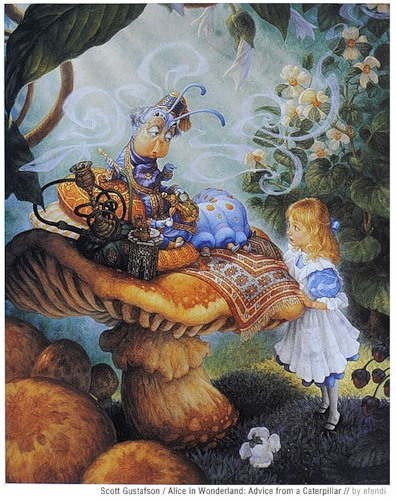 Scott Gustafson / Alice in Wonderland: Advice from a Caterpillar // by efendi